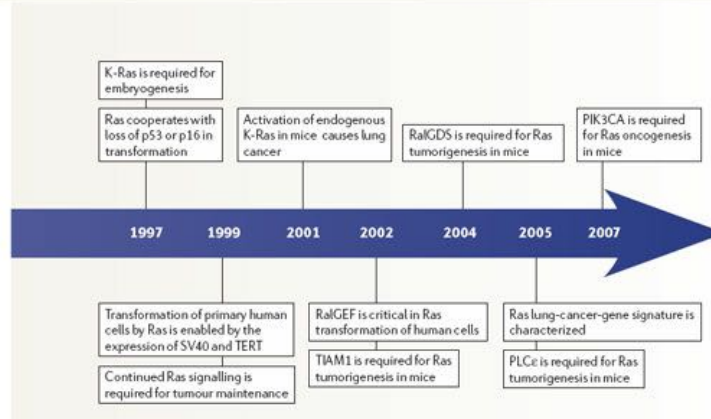 K-Ras is required for
embryogenesis
Ras cooperates with
loss of p53 or p16 in
transformation
Activation of endogenous
K-Ras in mice causes lung
cancer
RalGDS is required for Ras
tumorigenesis in mice
PIK3CA is required
for Ras oncogenesis
in mice
1997 1999 2001 2002 2004 2005 2007
Transformation of primary human
cells by Ras is enabled by the
expression of SV40 and TERT
Continued Ras signalling is
required for tumour maintenance
RalGEF is critical in Ras
transformation of human cells
TIAM1 is required for Ras
tumorigenesis in mice
Ras lung-cancer-gene signature is
characterized
PLCε is required for Ras
tumorigenesis in mice